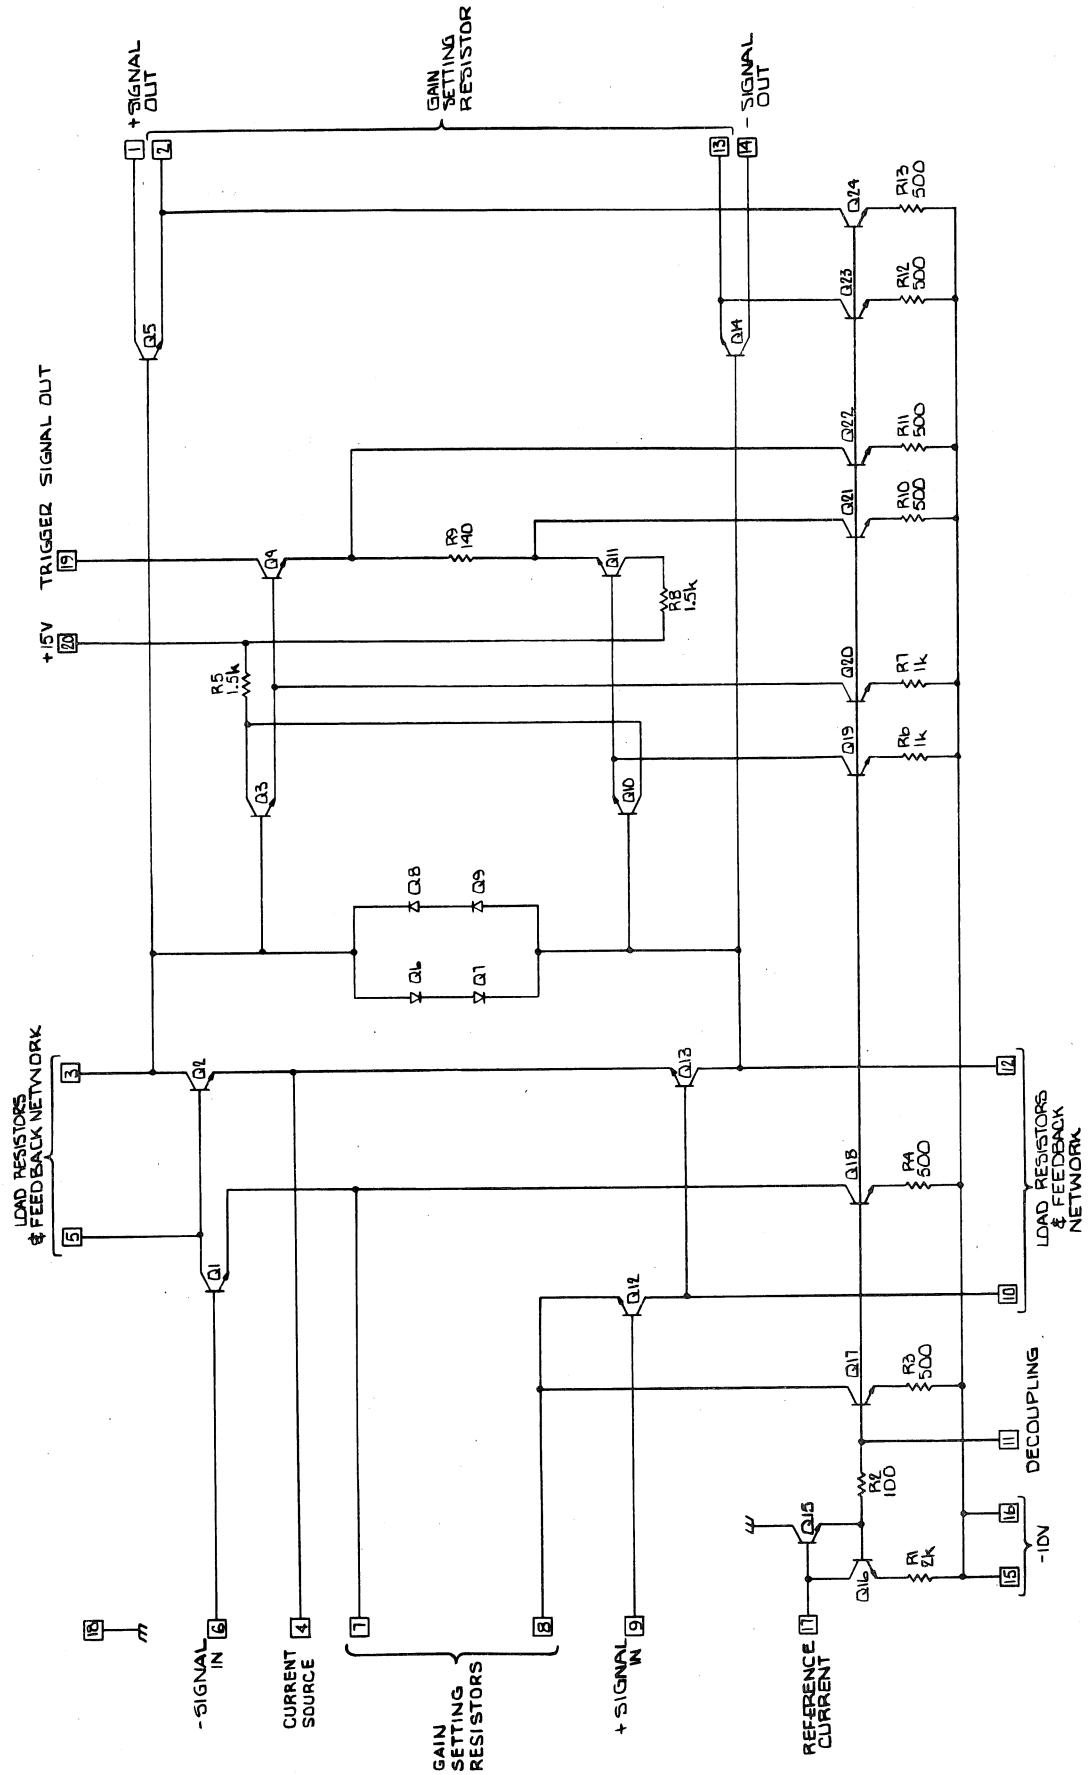 18
-SIGNAL
IN
6
CURRENT
SOURCE
4
7
GAIN
SETTING
RESISTORS
8
+SIGNAL
IN
9
REFERENCE
CURRENT
17
LOAD RESISTORS
& FEEDBACK NETWORK
5
3
+15V
20
TRIGGER SIGNAL OUT
19
1
+SIGNAL
OUT
2
GAIN
SETTING
RESISTOR
13
14
-SIGNAL
OUT
Q1
Q2
Q3
Q4
Q5
R5
1.5k
Q6
Q7
Q8
Q9
R9
140
Q10
Q11
R8
1.5k
Q12
Q13
Q14
Q15
Q16
R1
2k
R2
100
Q17
R3
500
Q18
R4
500
Q19
R6
1k
Q20
R7
1k
Q21
R10
500
Q22
R11
500
Q23
R12
500
Q24
R13
500
15
16
-10V
11
DECOUPLING
10
12
LOAD RESISTORS
& FEEDBACK
NETWORK